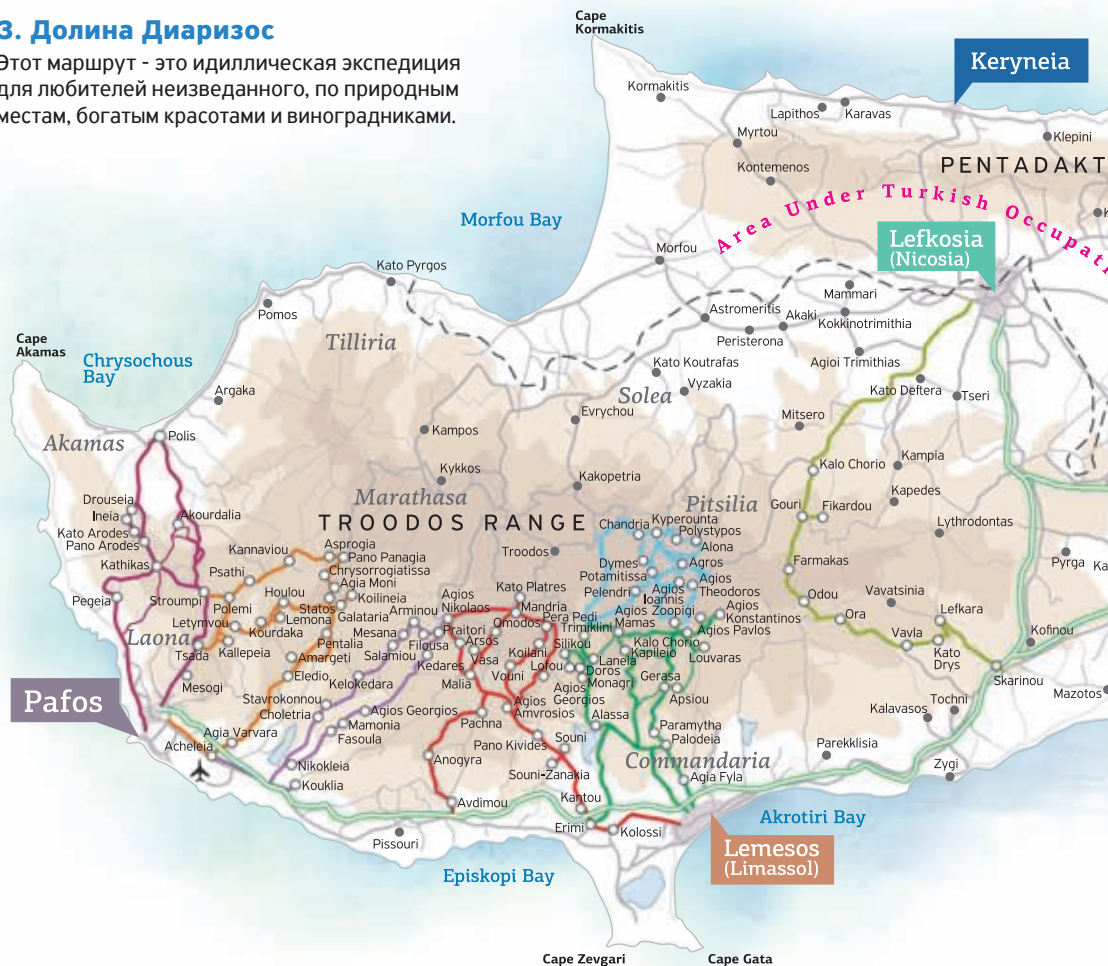 3. Долина Диаризос
Этот маршрут - это идиллическая экспедиция
для любителей неизведанного, по природным
местам, богатым красотами и виноградниками.
Cape
Kormakitis
Keryneia
Kormakitis
Lapithos
Karavas
Myrtou
Klepini
Kontemenos
PENTADAKT
Area Under Turkish Occupati
Morfou Bay
Lefkosia
(Nicosia)
Morfou
Kato Pyrgos
Mammari
Pomos
Astromeritis
Akaki
Kokkinotrimithia
Peristerona
Tilliria
Cape
Akamas
Chrysochous
Bay
Agioi Trimithias
Kato Koutrafas
Vyzakia
Solea
Kato Deftera
Tseri
Argaka
Evrychou
Mitsero
Kampos
Akamas
Polis
Kykkos
Kakopetria
Kalo Chorio
Kampia
Marathasa
Pitsilia
Kapedes
Drouseia
Ineia
Kato Arodes
Pano Arodes
Akourdalia
TROODOS RANGE
Chandria
Kyperounta
Polystypos
Alona
Gouri
Fikardou
Lythrodontas
Kannaviou
Asprogia
Pano Panagia
Chrysorrogiatissa
Agia Moni
Koilineia
Troodos
Kathikas
Psathi
Dymes
Potamitissa
Agros
Farmakas
Pyrga
Ka
Pegeia
Stroumpi
Polemi
Houlou
Statos
Lemona
Galataria
Arminou
Agios
Nikolaos
Kato Platres
Mandria
Pelendri
Agios
Ioannis
Agios
Theodoros
Odou
Vavatsinia
Letymvou
Kourdaka
Mesana
Praitori
Omodos
Pera Pedi
Trimiklini
Agios
Mamas
Zoopigi
Agios
Konstantinos
Ora
Lefkara
Laona
Tsada
Kallepeia
Pentalia
Salamiou
Filousa
Arsos
Koilani
Silikou
Kalo Chorio
Agios Pavlos
Vavla
Kofinou
Amargeti
Kedares
Vasa
Lofou
Laneia
Kapileio
Louvaras
Kato
Drys
Mesogi
Eledio
Kelokedara
Malia
Vouni
Doros
Monagri
Gerasa
Skarinou
Pafos
Stavrokonnou
Choletria
Agios Georgios
Agios
Georgios
Apsiou
Tochni
Mazotos
Mamonia
Pachna
Agios
Amvrosios
Alassa
Paramytha
Kalavasos
Agia Varvara
Fasoula
Souni
Palodeia
Acheleia
Pano Kivides
Parekklisia
Nikokleia
Anogyra
Souni-Zanakia
Commandaria
Zygi
Kouklia
Agia Fyla
Avdimou
Kantou
Akrotiri Bay
Pissouri
Erimi
Kolossi
Lemesos
(Limassol)
Episkopi Bay
Cape Zevgari
Cape Gata